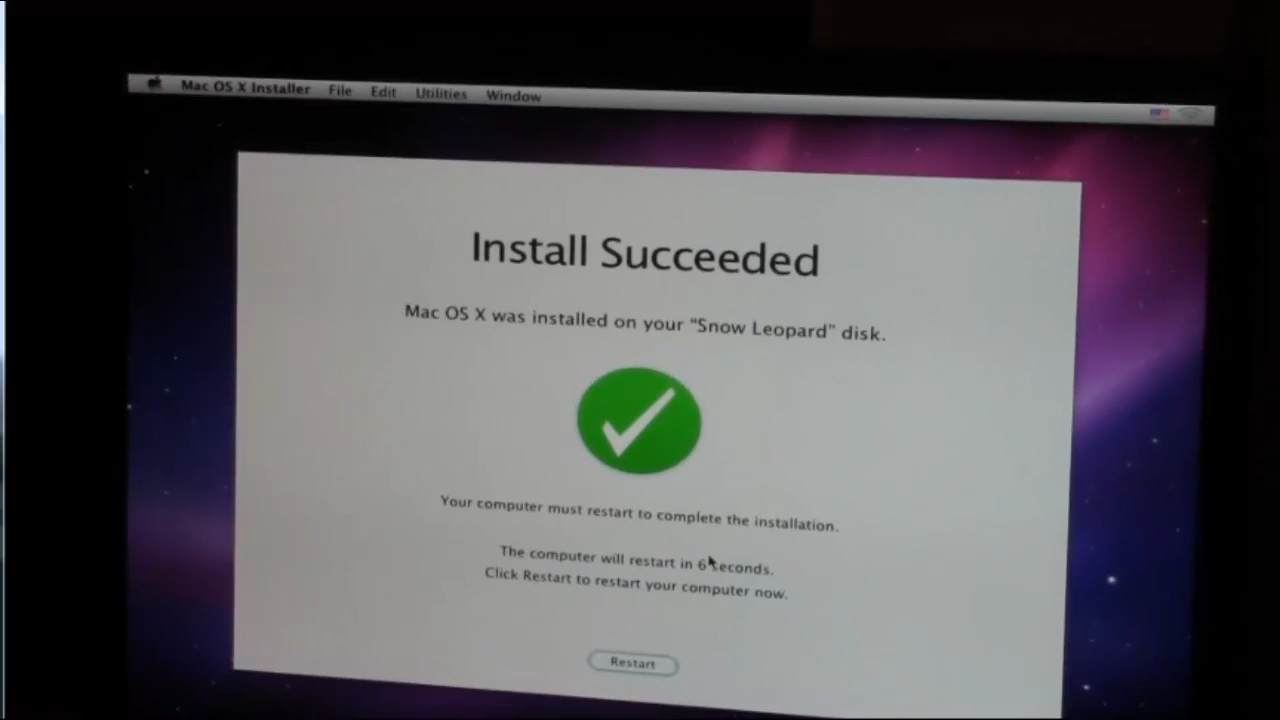 Mac OS X Installer File Edit Utilities Window
Install Succeeded
Mac OS X was installed on your "Snow Leopard" disk.
Your computer must restart to complete the installation.
The computer will restart in 6 seconds.
Click Restart to restart your computer now.
Restart